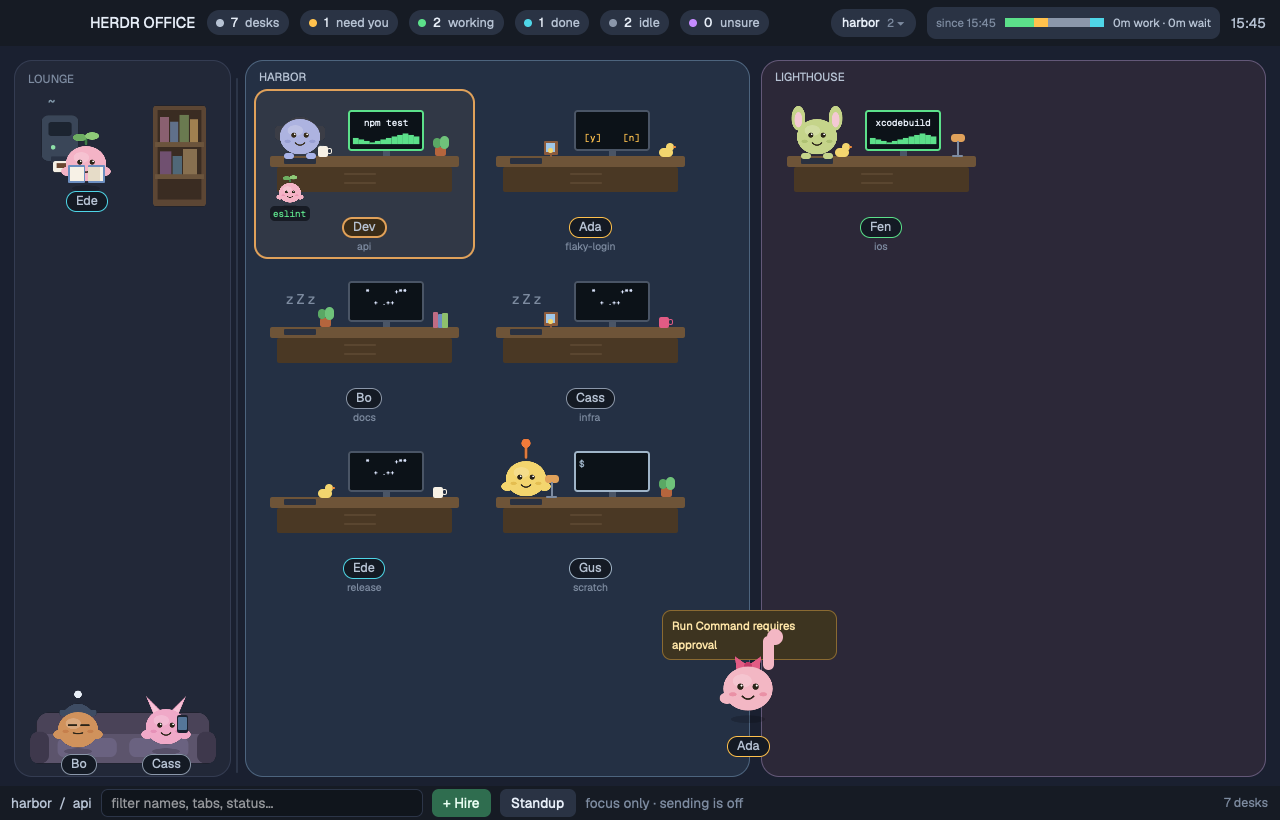 HERDR OFFICE
7 desks
1 need you
2 working
1 done
2 idle
0 unsure
harbor 2
since 15:45
0m work · 0m wait
15:45
LOUNGE
~
Ede
Bo
Cass
HARBOR
npm test
eslint
Dev
api
[y] [n]
Ada
flaky-login
z Z z
Bo
docs
z Z z
Cass
infra
Ede
release
$
Gus
scratch
Run Command requires
approval
Ada
LIGHTHOUSE
xcodebuild
Fen
ios
harbor / api
filter names, tabs, status…
+ Hire
Standup
focus only · sending is off
7 desks